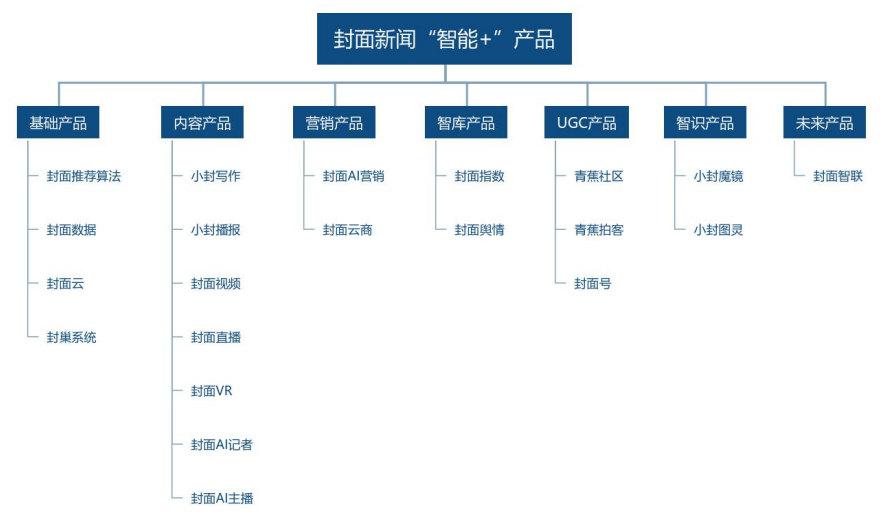 封面新闻“智能+”产品
基础产品
封面推荐算法
封面数据
封面云
封巢系统
内容产品
小封写作
小封播报
封面视频
封面直播
封面VR
封面AI记者
封面AI主播
营销产品
封面AI营销
封面云商
智库产品
封面指数
封面舆情
UGC产品
青蕉社区
青蕉拍客
封面号
智识产品
小封魔镜
小封图灵
未来产品
封面智联